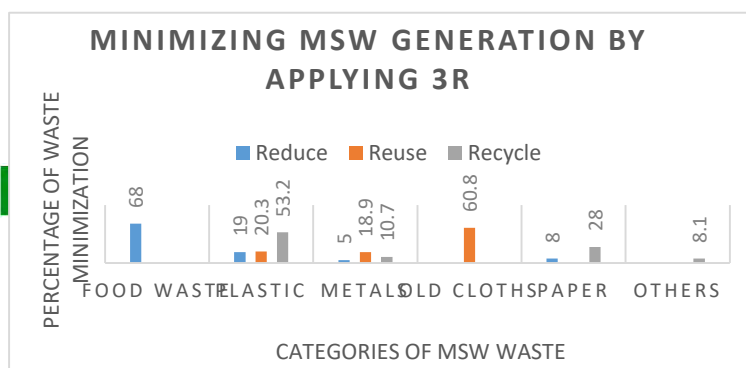 MINIMIZING MSW GENERATION BY
APPLYING 3R
PERCENTAGE OF WASTE
MINIMIZATION
Reduce Reuse Recycle
68
19
20.3
53.2
5
18.9
10.7
60.8
8
28
8.1
FOOD WASTE PLASTIC METALS OLD CLOTHS PAPER OTHERS
CATEGORIES OF MSW WASTE